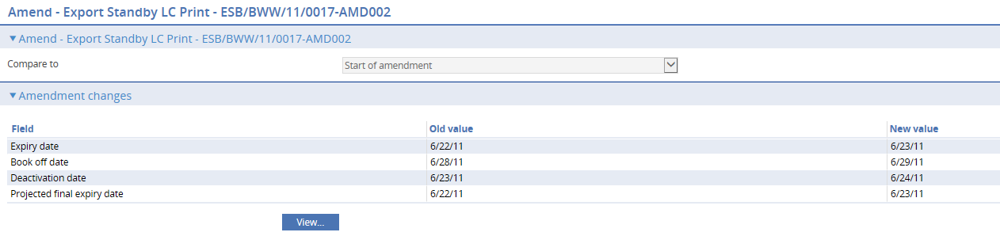 Amend - Export Standby LC Print - ESB/BWW/11/0017-AMD002
Amend - Export Standby LC Print - ESB/BWW/11/0017-AMD002
Compare to Start of amendment
Amendment changes
Field Old value New value
Expiry date 6/22/11 6/23/11
Book off date 6/28/11 6/29/11
Deactivation date 6/23/11 6/24/11
Projected final expiry date 6/22/11 6/23/11
View...